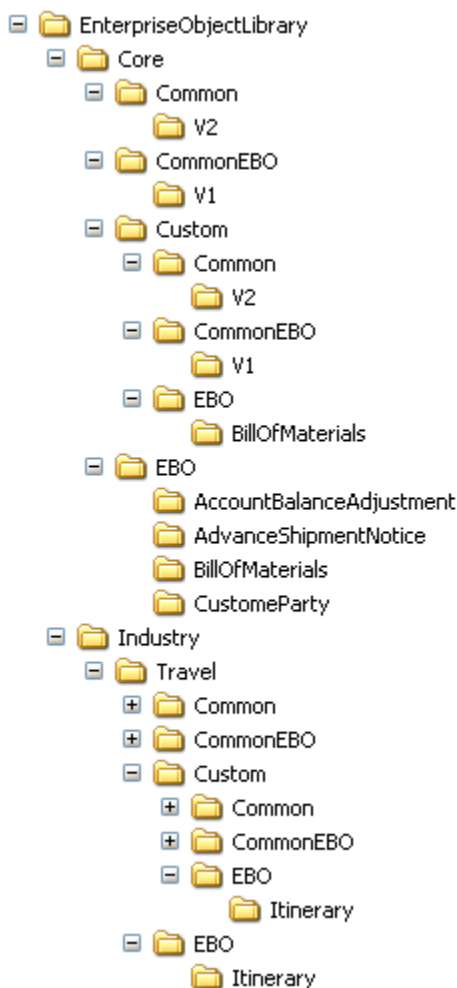 EnterpriseObjectLibrary
Core
Common
V2
CommonEBO
V1
Custom
Common
V2
CommonEBO
V1
EBO
BillOfMaterials
EBO
AccountBalanceAdjustment
AdvanceShipmentNotice
BillOfMaterials
CustomeParty
Industry
Travel
Common
CommonEBO
Custom
Common
CommonEBO
EBO
Itinerary
EBO
Itinerary